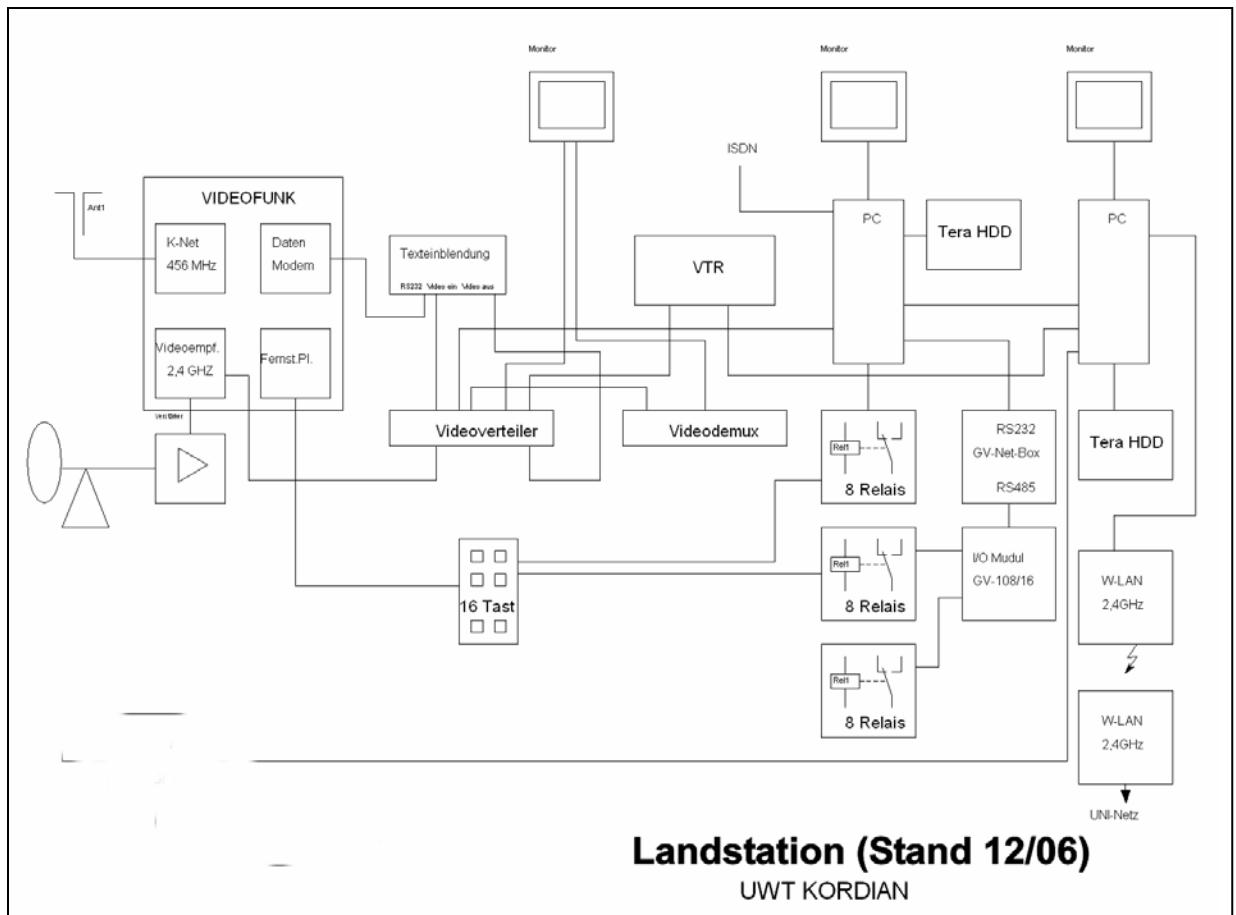 Monitor
Monitor
Monitor
ISDN
VIDEOFUNK
Ant1
K-Net
456 MHz
Daten
Modem
Texteinblendung
RS232 Video ein Video aus
VTR
PC
Tera HDD
PC
Videoempf.
2,4 GHZ
Fernst.Pl.
Videoverteiler
Videodemux
Rel1
8 Relais
RS232
GV-Net-Box
RS485
Tera HDD
16 Tast
Rel1
8 Relais
I/O Mudul
GV-108/16
W-LAN
2,4GHz
Rel1
8 Relais
W-LAN
2,4GHz
UNI-Netz
Landstation (Stand 12/06)
UWT KORDIAN